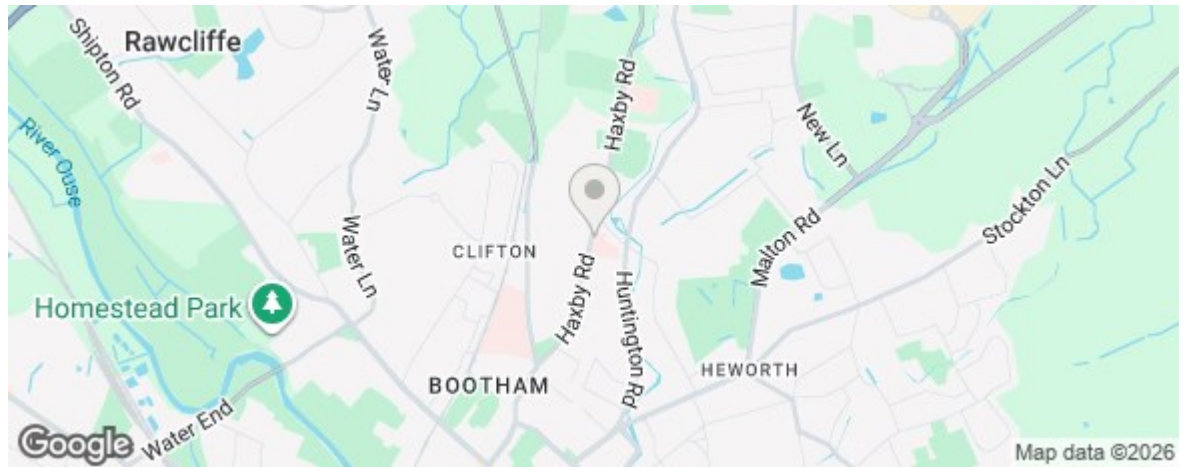 Rawcliffe
Shipton Rd
Water Ln
River Ouse
Haxby Rd
New Ln
Stockton Ln
Malton Rd
Water Ln
CLIFTON
Homestead Park
Haxby Rd
Huntington Rd
HEWORTH
BOOTHAM
Water End
Google
Map data ©2026